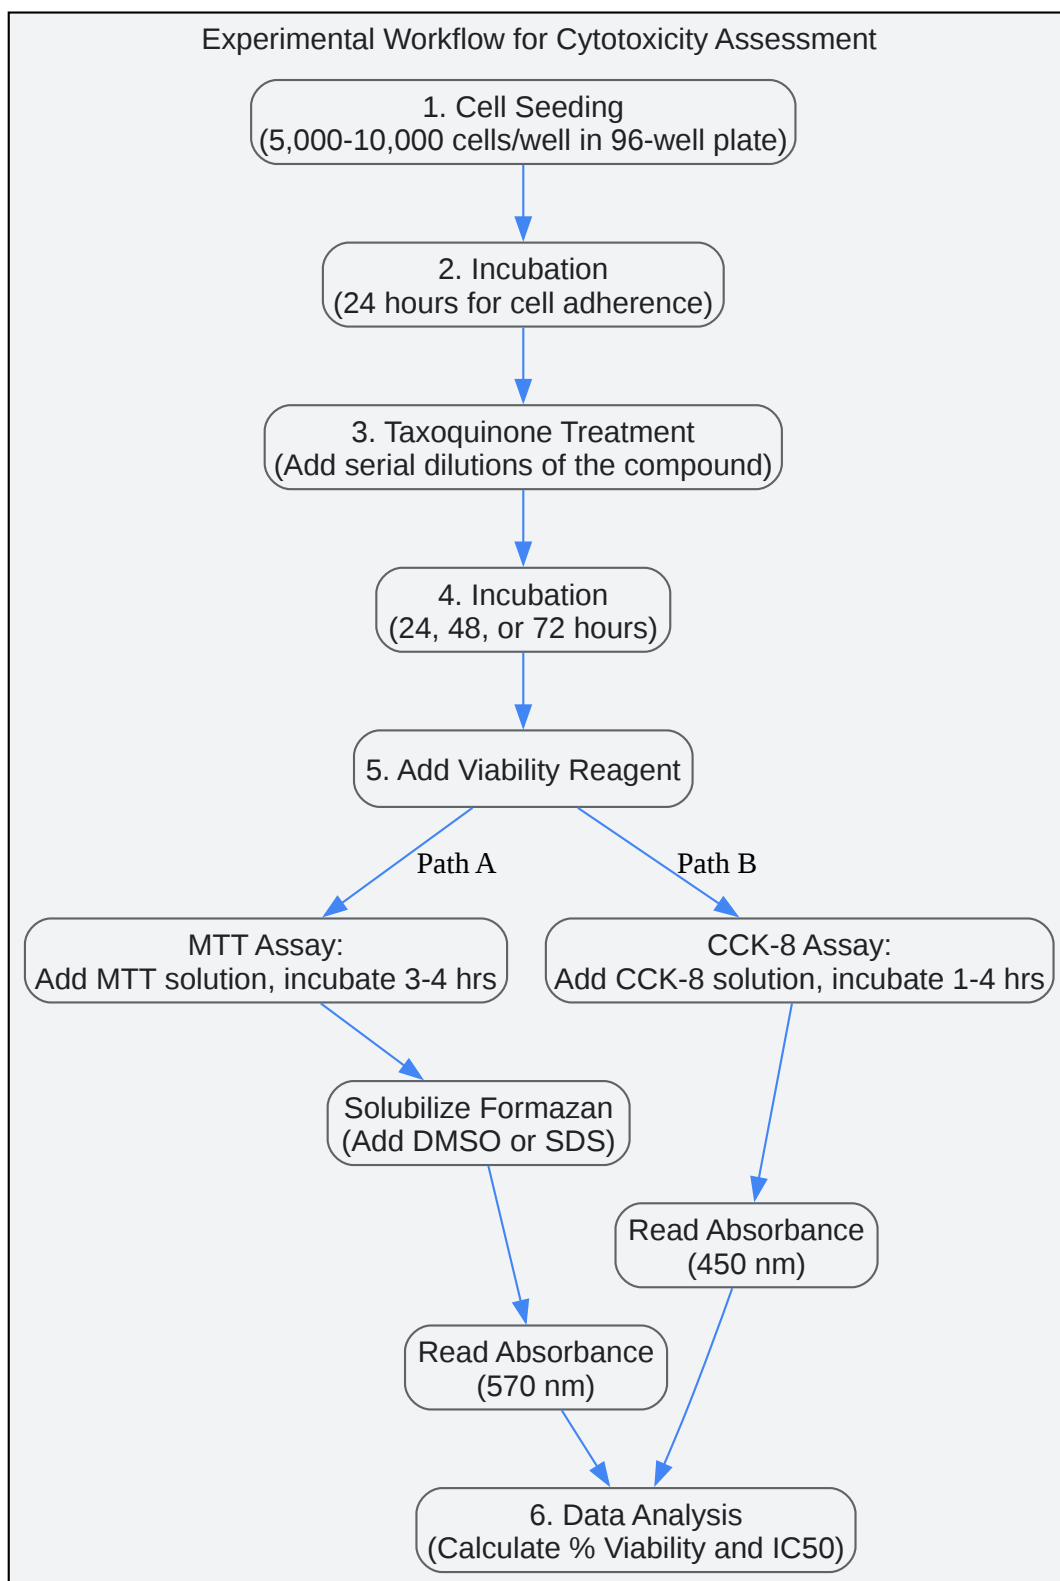 Experimental Workflow for Cytotoxicity Assessment
1. Cell Seeding
(5,000-10,000 cells/well in 96-well plate)
2. Incubation
(24 hours for cell adherence)
3. Taxoquinone Treatment
(Add serial dilutions of the compound)
4. Incubation
(24, 48, or 72 hours)
5. Add Viability Reagent
Path A
Path B
MTT Assay:
Add MTT solution, incubate 3-4 hrs
CCK-8 Assay:
Add CCK-8 solution, incubate 1-4 hrs
Solubilize Formazan
(Add DMSO or SDS)
Read Absorbance
(450 nm)
Read Absorbance
(570 nm)
6. Data Analysis
(Calculate % Viability and IC50)